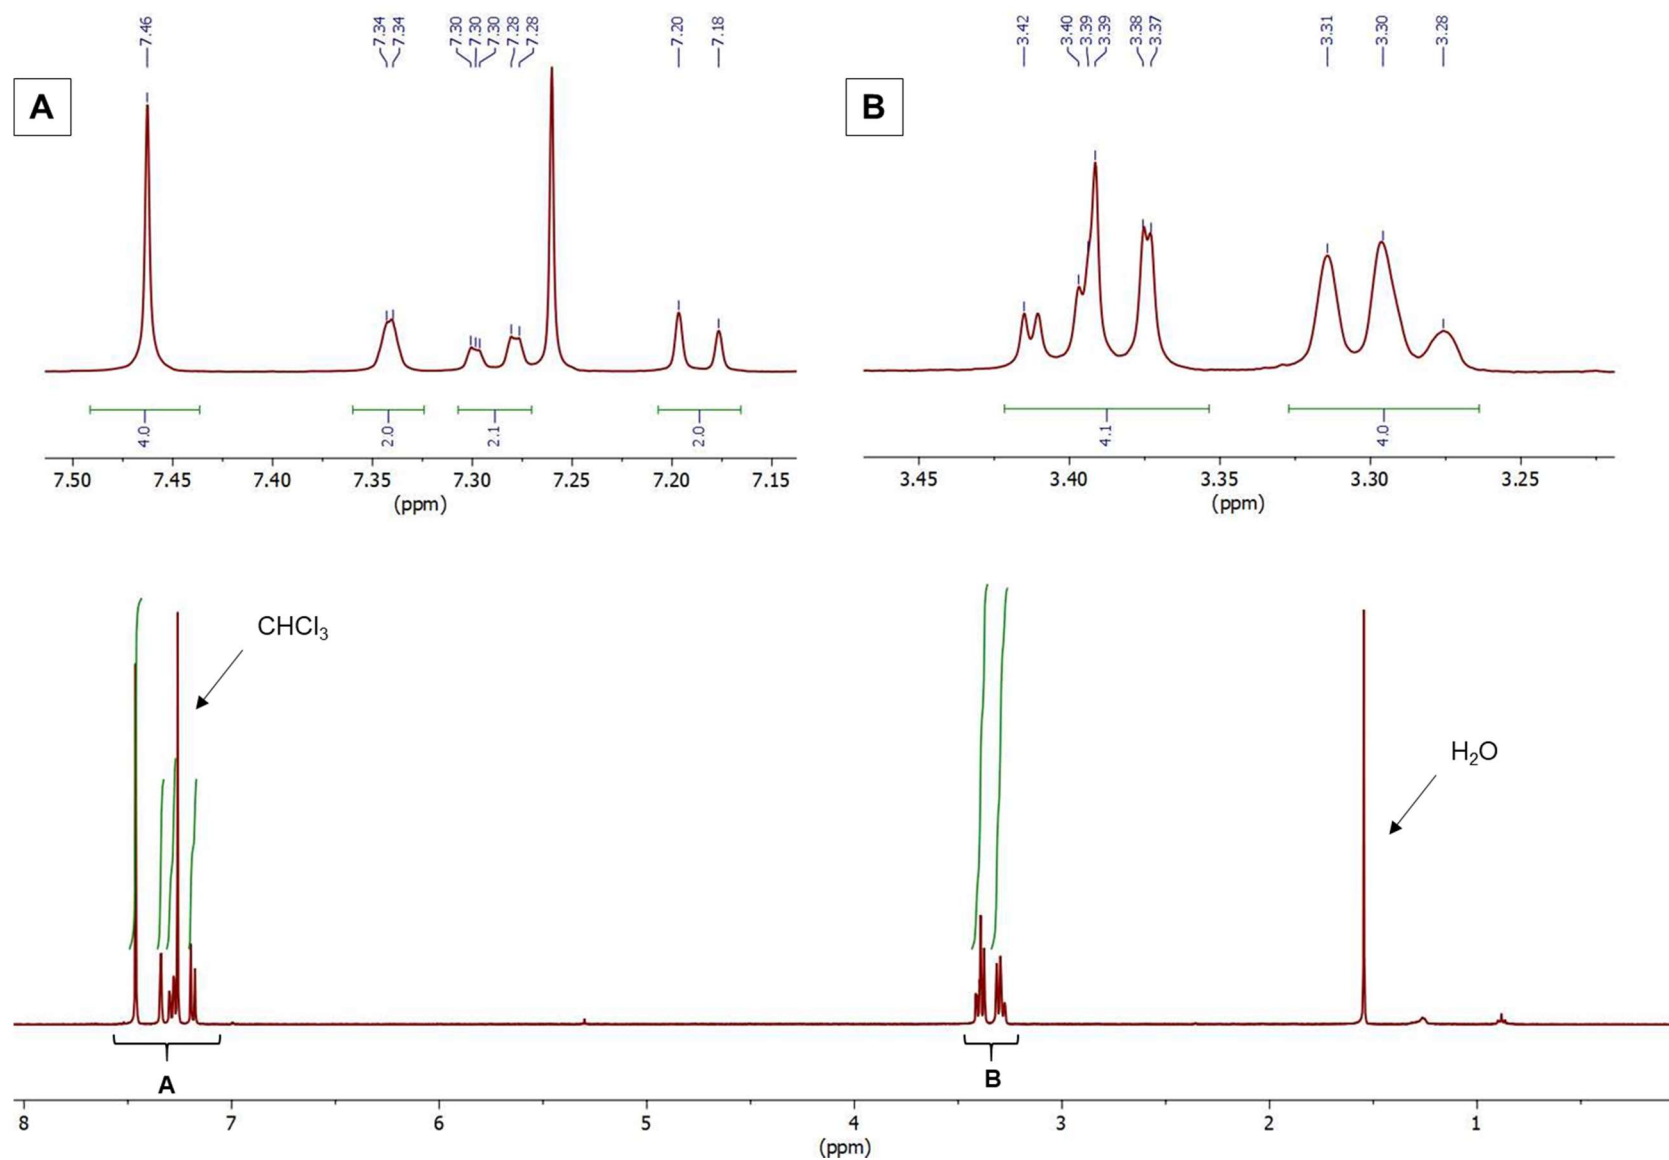 7.46 7.34 7.34 7.30 7.30 7.30 7.28 7.28 7.20 7.18
3.42 3.40 3.39 3.39 3.38 3.37 3.31 3.30 3.28
A
B
4.0 2.0 2.1 2.0
4.1 4.0
7.50 7.45 7.40 7.35 7.30 7.25 7.20 7.15
(ppm)
3.45 3.40 3.35 3.30 3.25
(ppm)
CHCl₃
H₂O
A
B
8 7 6 5 4 3 2 1
(ppm)